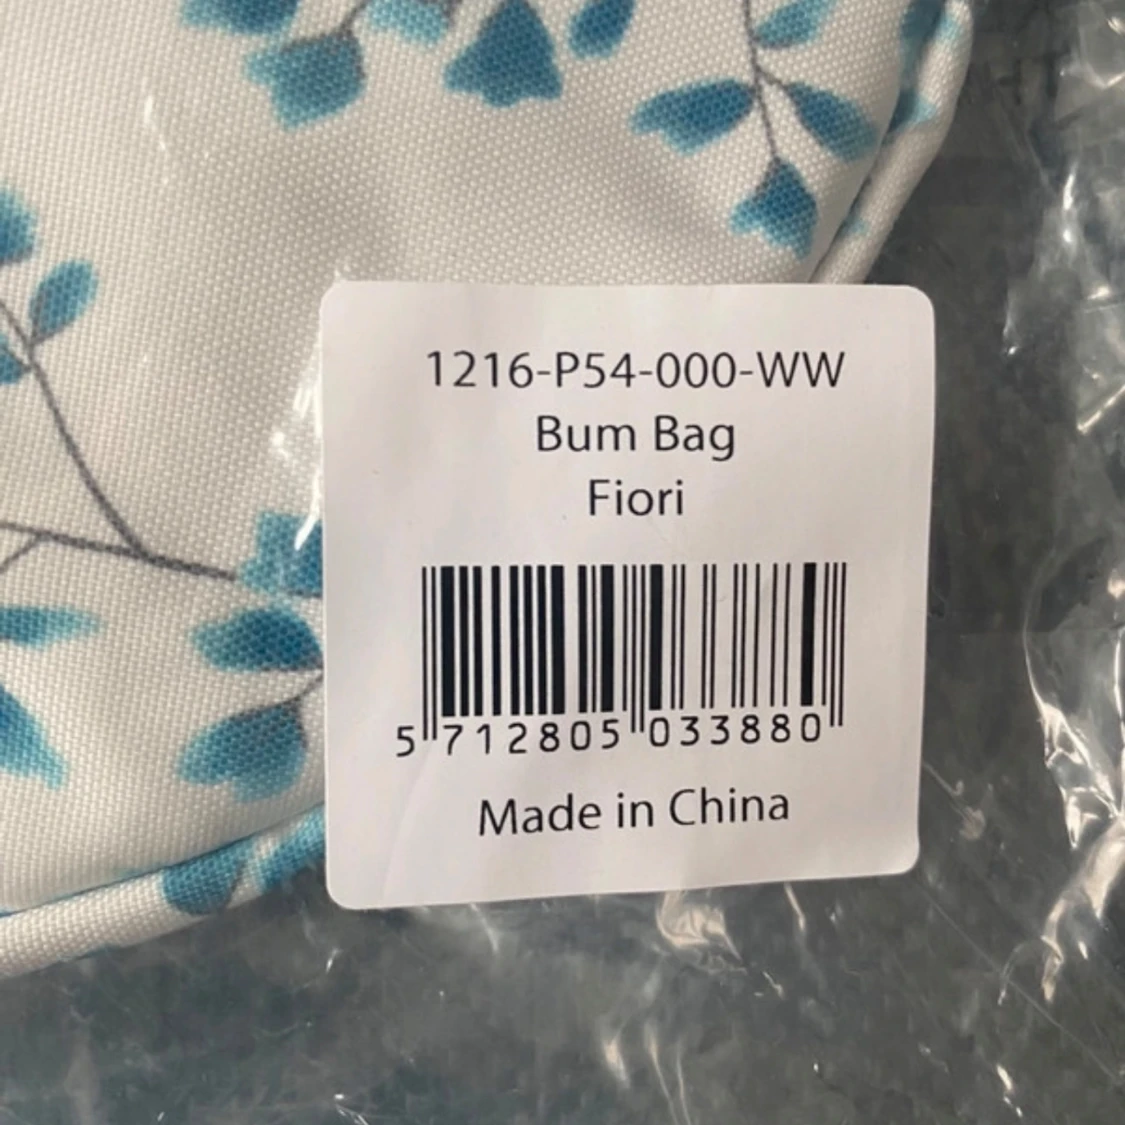 1216-P54-000-WW
Bum Bag
Fiori
5 712805 033880
Made in China